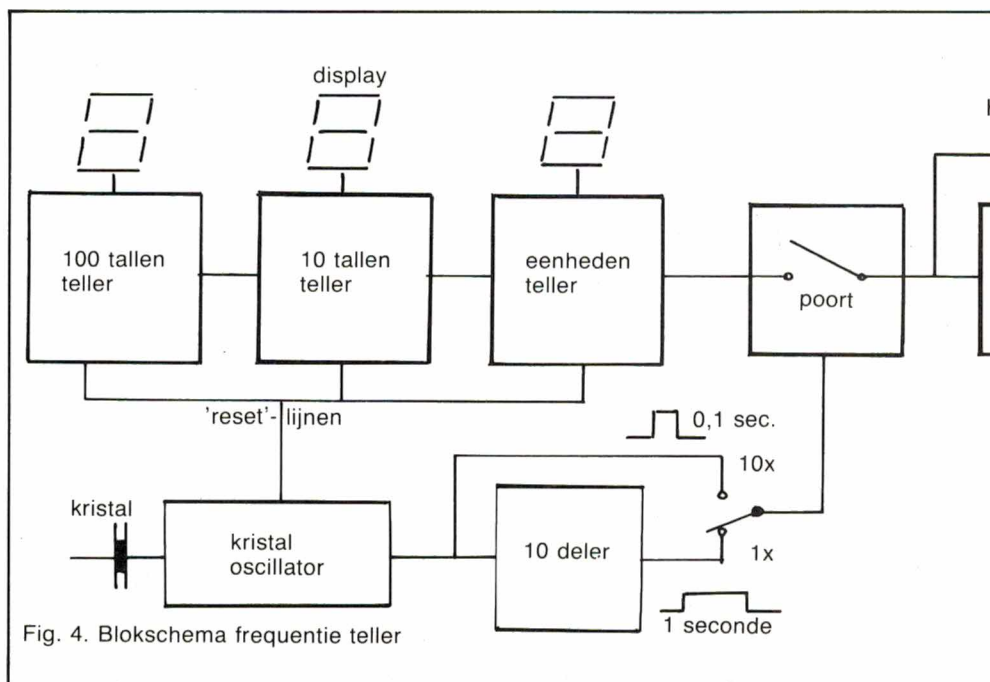 display
100 tallen
teller
10 tallen
teller
eenheden
teller
poort
'reset'- lijnen
0,1 sec.
10x
kristal
kristal
oscillator
10 deler
1x
1 seconde
Fig. 4. Blokschema frequentie teller